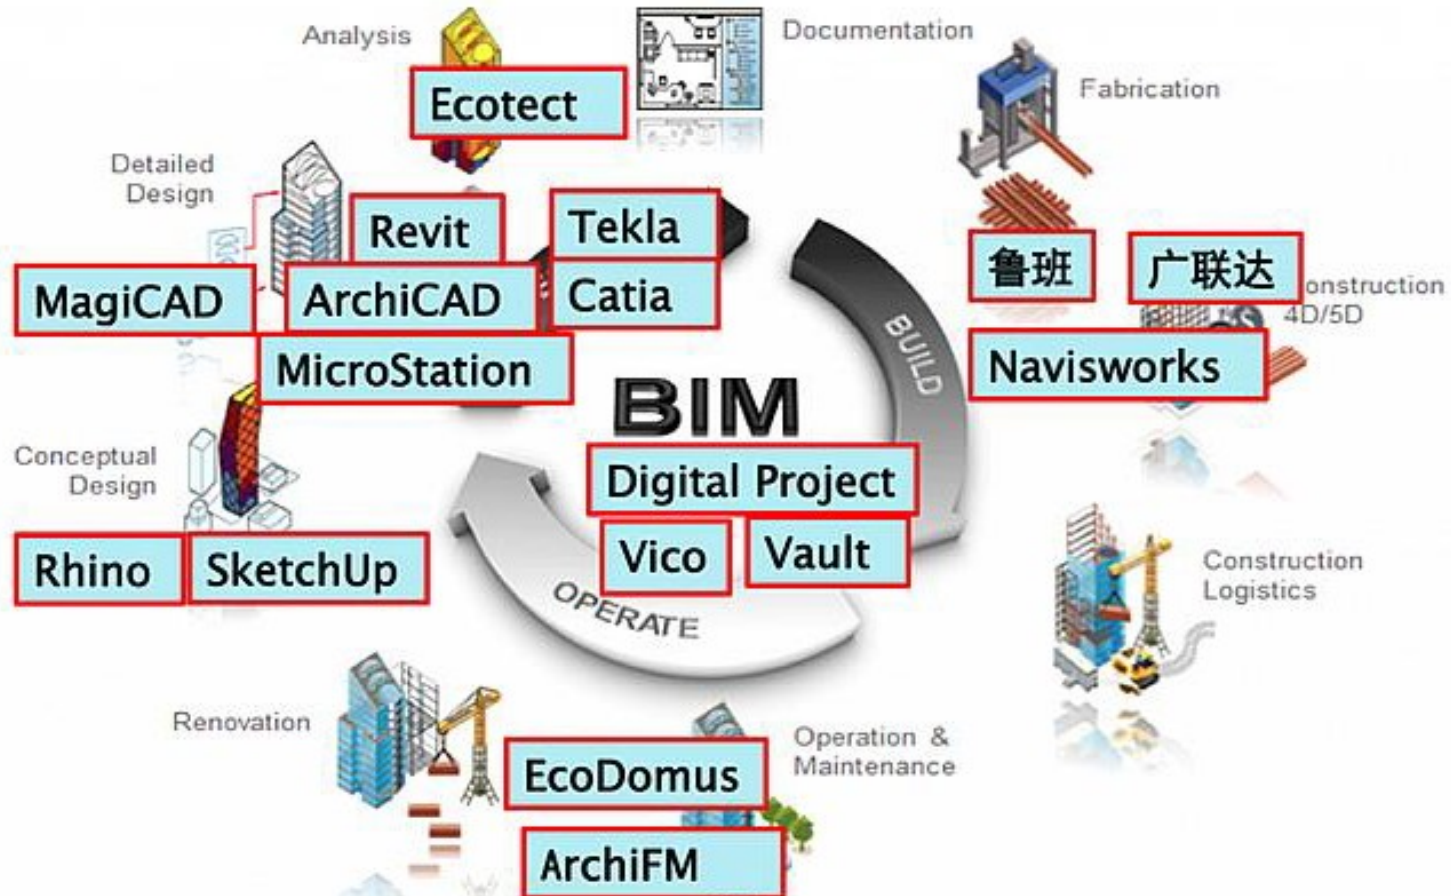 Analysis
Documentation
Ecotect
Fabrication
Detailed
Design
Revit
Tekla
鲁班
广联达
MagiCAD
ArchiCAD
Catia
onstruction
4D/5D
MicroStation
Navisworks
BUILD
BIM
Conceptual
Design
Digital Project
Rhino
SketchUp
Vico
Vault
OPERATE
Construction
Logistics
Renovation
Operation &
Maintenance
EcoDomus
ArchiFM